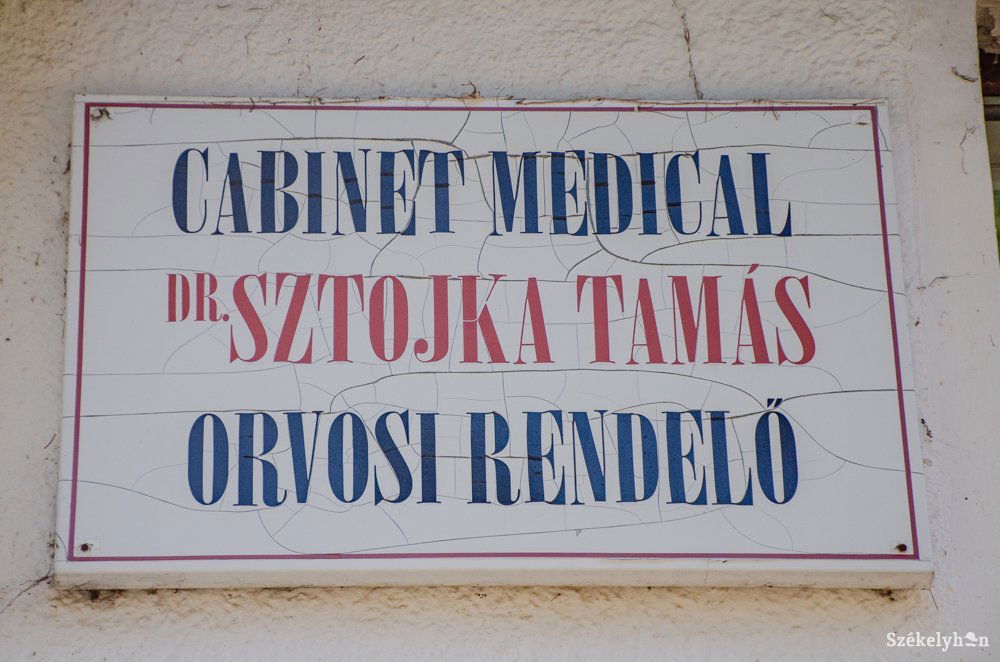 CABINET MEDICAL
DR. SZTOJKA TAMÁS
ORVOSI RENDELŐ
Székelyhon